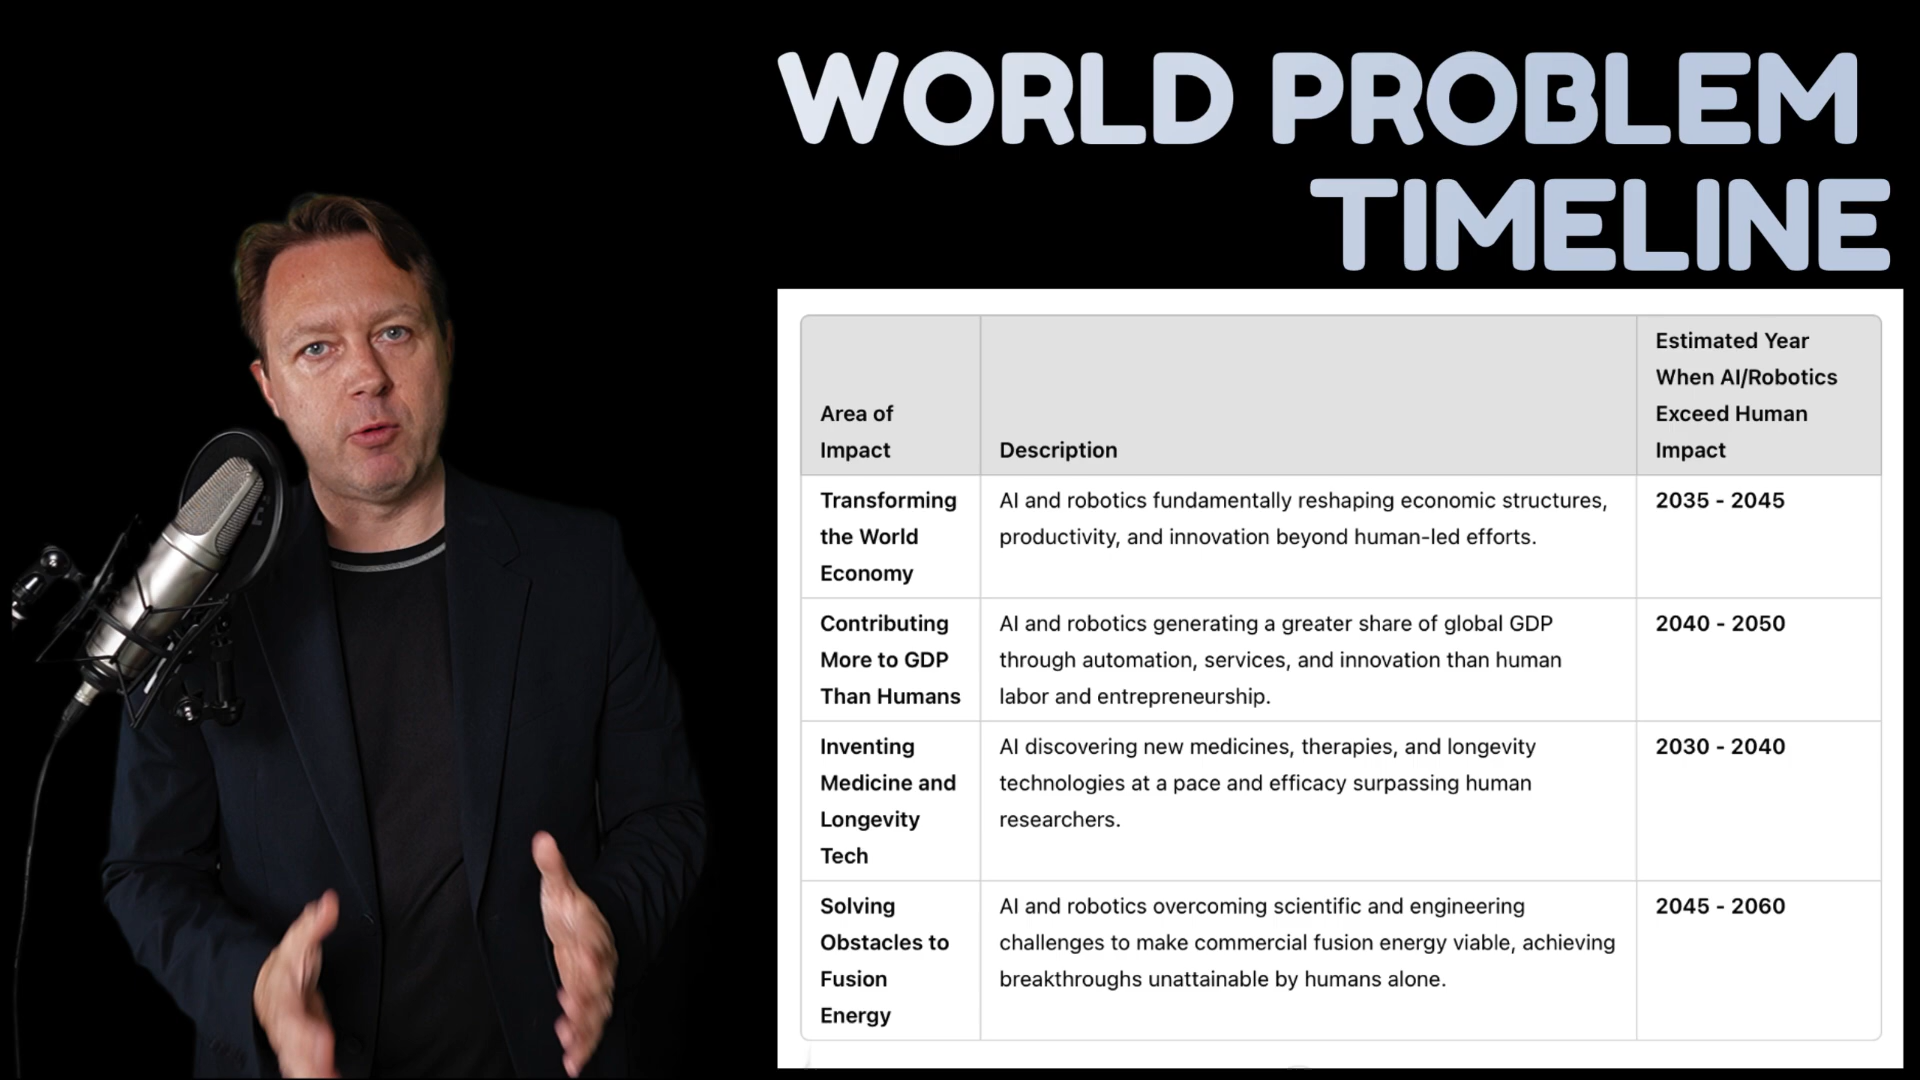 WORLD PROBLEM
TIMELINE
Area of
Impact
Description
Estimated Year
When AI/Robotics
Exceed Human
Impact
Transforming
the World
Economy
AI and robotics fundamentally reshaping economic structures,
productivity, and innovation beyond human-led efforts.
2035 - 2045
Contributing
More to GDP
Than Humans
AI and robotics generating a greater share of global GDP
through automation, services, and innovation than human
labor and entrepreneurship.
2040 - 2050
Inventing
Medicine and
Longevity
Tech
AI discovering new medicines, therapies, and longevity
technologies at a pace and efficacy surpassing human
researchers.
2030 - 2040
Solving
Obstacles to
Fusion
Energy
AI and robotics overcoming scientific and engineering
challenges to make commercial fusion energy viable, achieving
breakthroughs unattainable by humans alone.
2045 - 2060